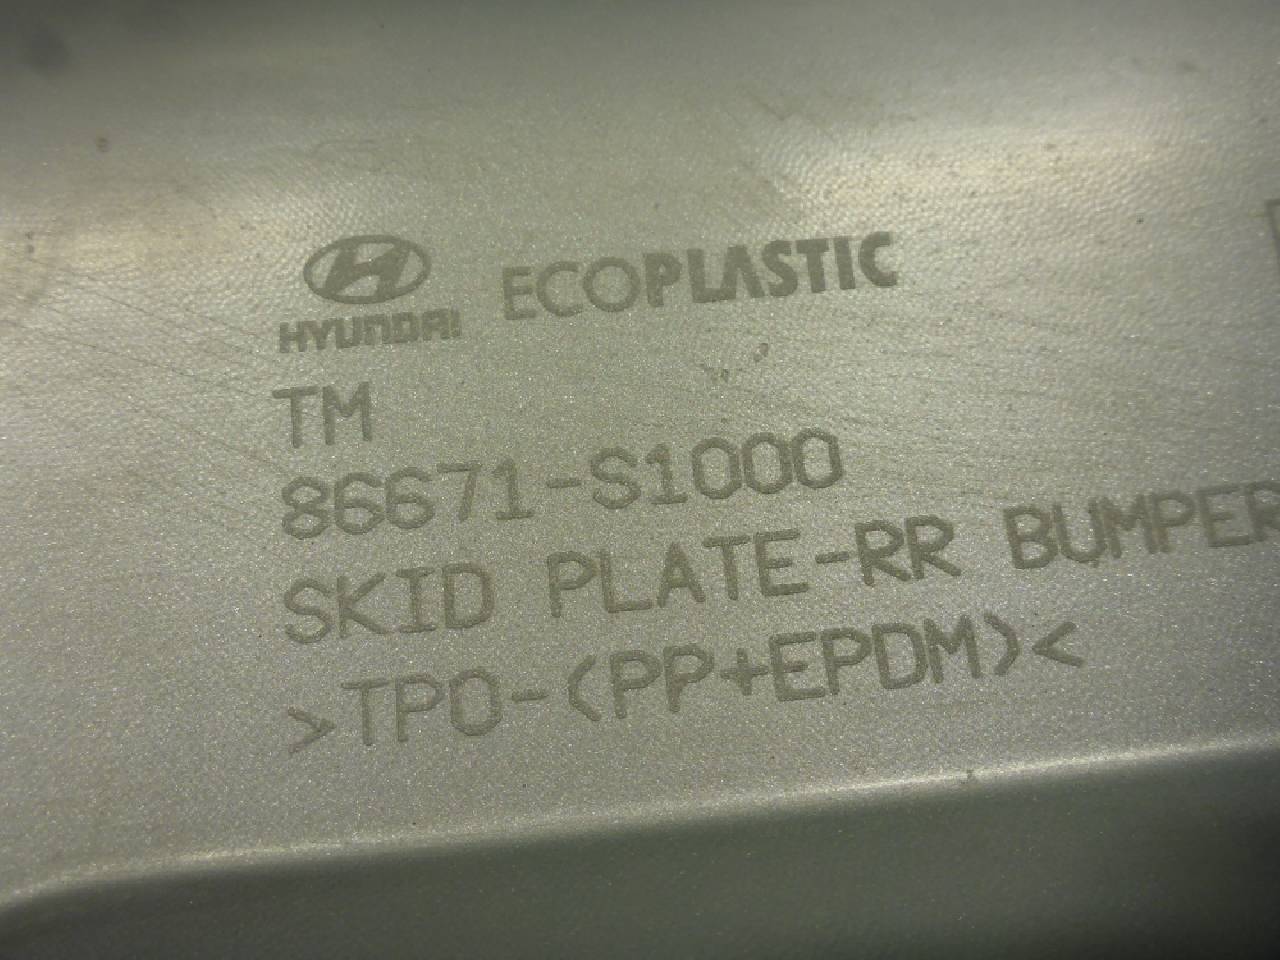 HYUNDAI ECOPLASTIC
TM
86671-S1000
SKID PLATE-RR BUMPER
>TPO-(PP+EPDM)<